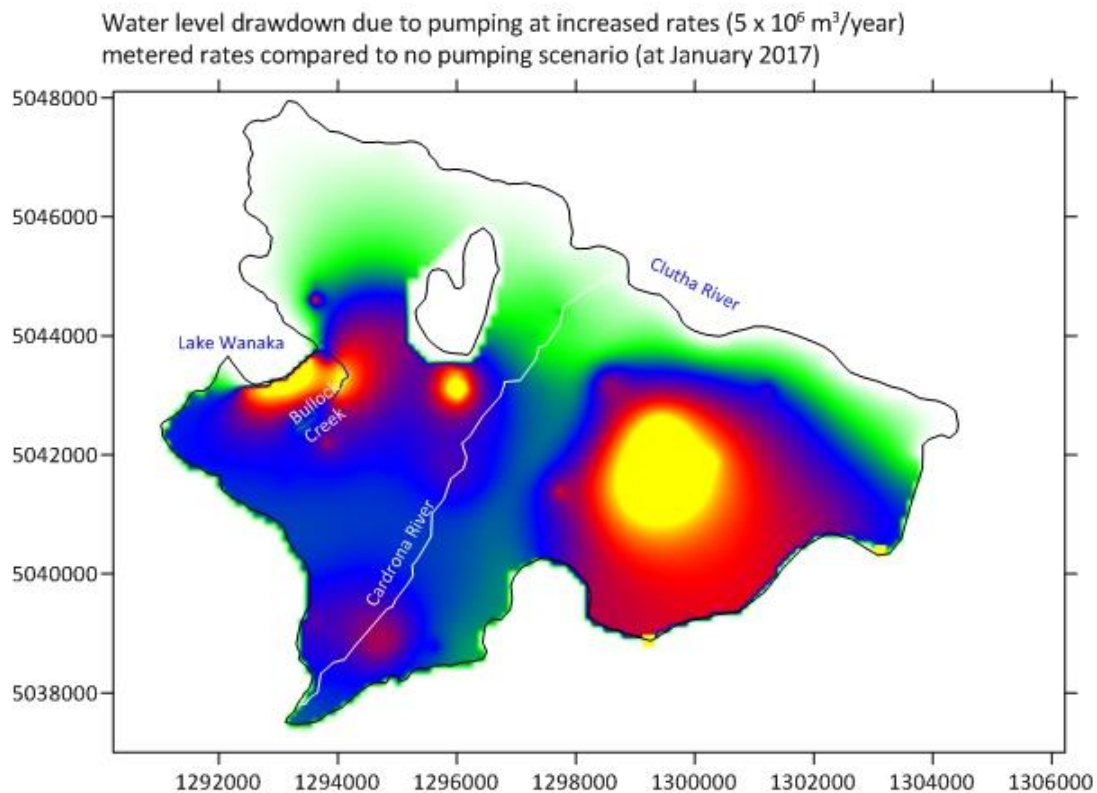 Water level drawdown due to pumping at increased rates (5 x 10⁶ m³/year)
metered rates compared to no pumping scenario (at January 2017)
5048000
5046000
5044000
5042000
5040000
5038000
Clutha River
Lake Wanaka
Bullock
Creek
Cardrona River
1292000 1294000 1296000 1298000 1300000 1302000 1304000 1306000